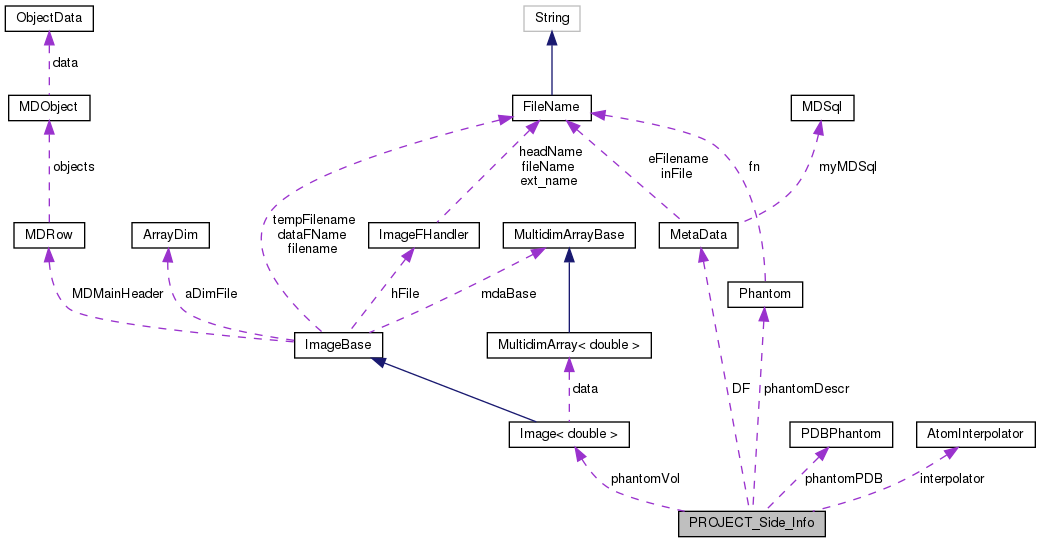 ObjectData
String
data
MDObject
FileName
MDSql
headName
fileName
ext_name
eFilename
inFile
objects
fn
myMDSql
tempFilename
dataFName
filename
MDRow
ArrayDim
ImageFHandler
MultidimArrayBase
MetaData
MDMainHeader
aDimFile
hFile
mdaBase
Phantom
ImageBase
MultidimArray< double >
data
DF
phantomDescr
Image< double >
PDBPhantom
AtomInterpolator
phantomVol
phantomPDB
interpolator
PROJECT_Side_Info